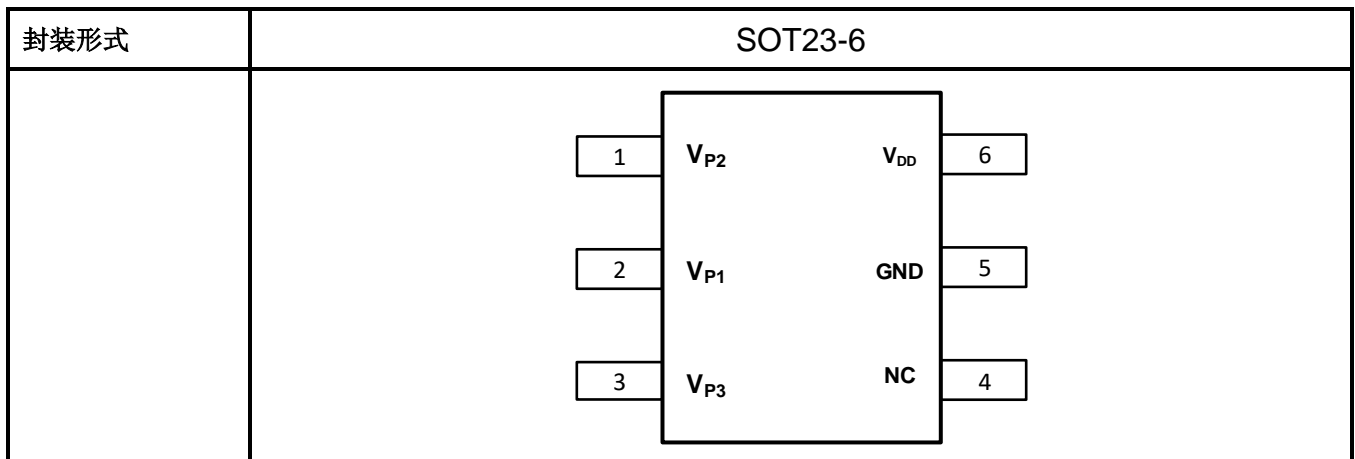 封装形式 SOT23-6
1 VP2 VDD 6
2 VP1 GND 5
3 VP3 NC 4